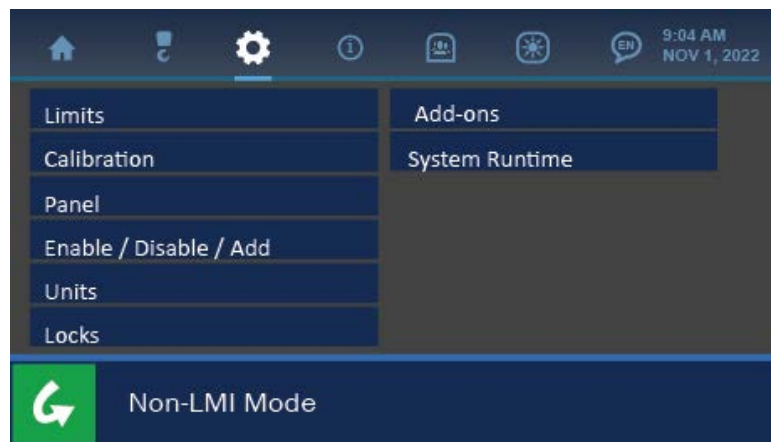 EN
9:04 AM
NOV 1, 2022
Limits
Calibration
Panel
Enable / Disable / Add
Units
Locks
Add-ons
System Runtime
Non-LMI Mode